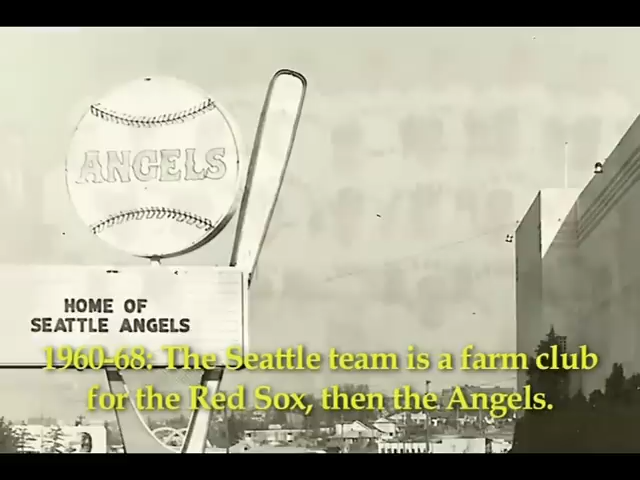 ANGELS
HOME OF
SEATTLE ANGELS
1960-68: The Seattle team is a farm club
for the Red Sox, then the Angels.